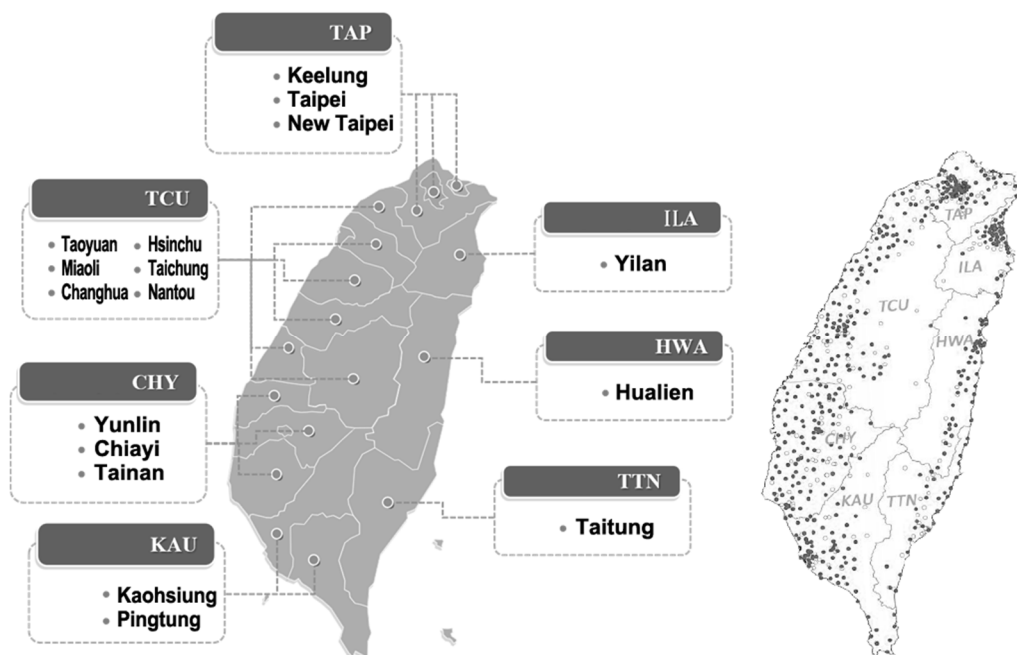 TAP
Keelung
Taipei
New Taipei
TCU
Taoyuan Hsinchu
Miaoli Taichung
Changhua Nantou
ILA
Yilan
HWA
Hualien
CHY
Yunlin
Chiayi
Tainan
TTN
Taitung
KAU
Kaohsiung
Pingtung
TAP
ILA
TCU
HWA
CHY
KAU
TTN